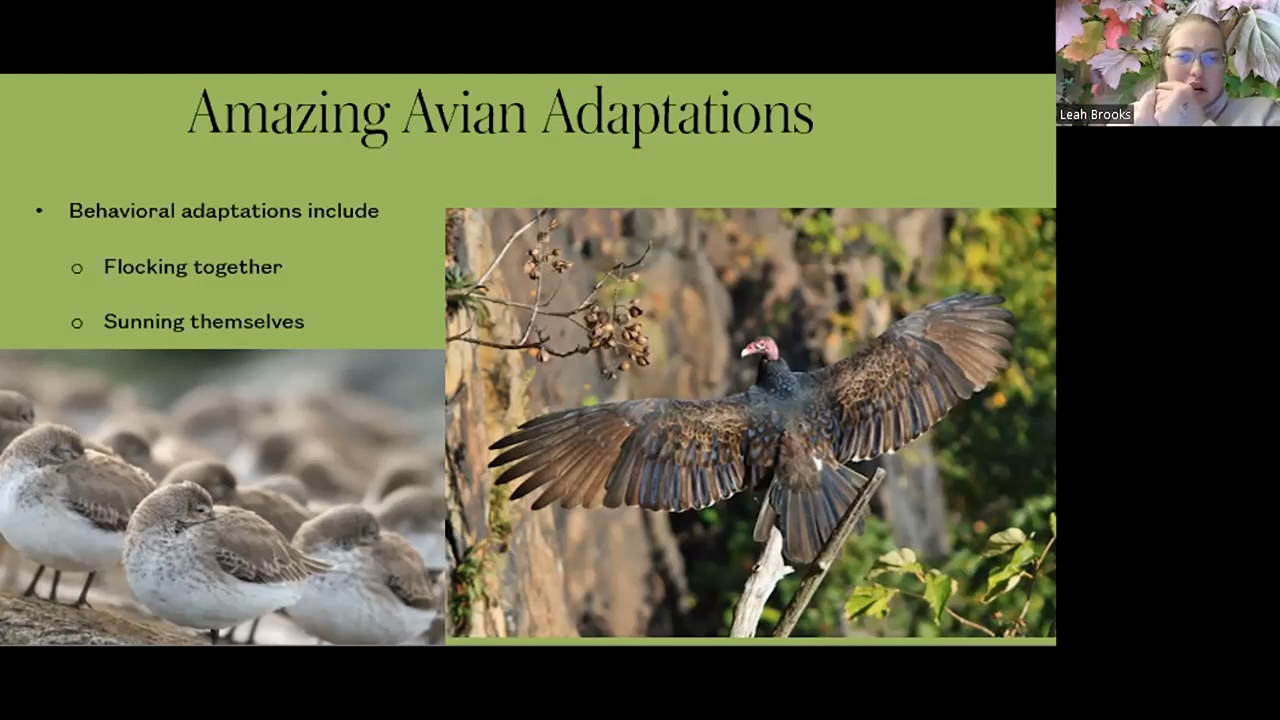 Amazing Avian Adaptations
Leah Brooks
• Behavioral adaptations include
o Flocking together
o Sunning themselves